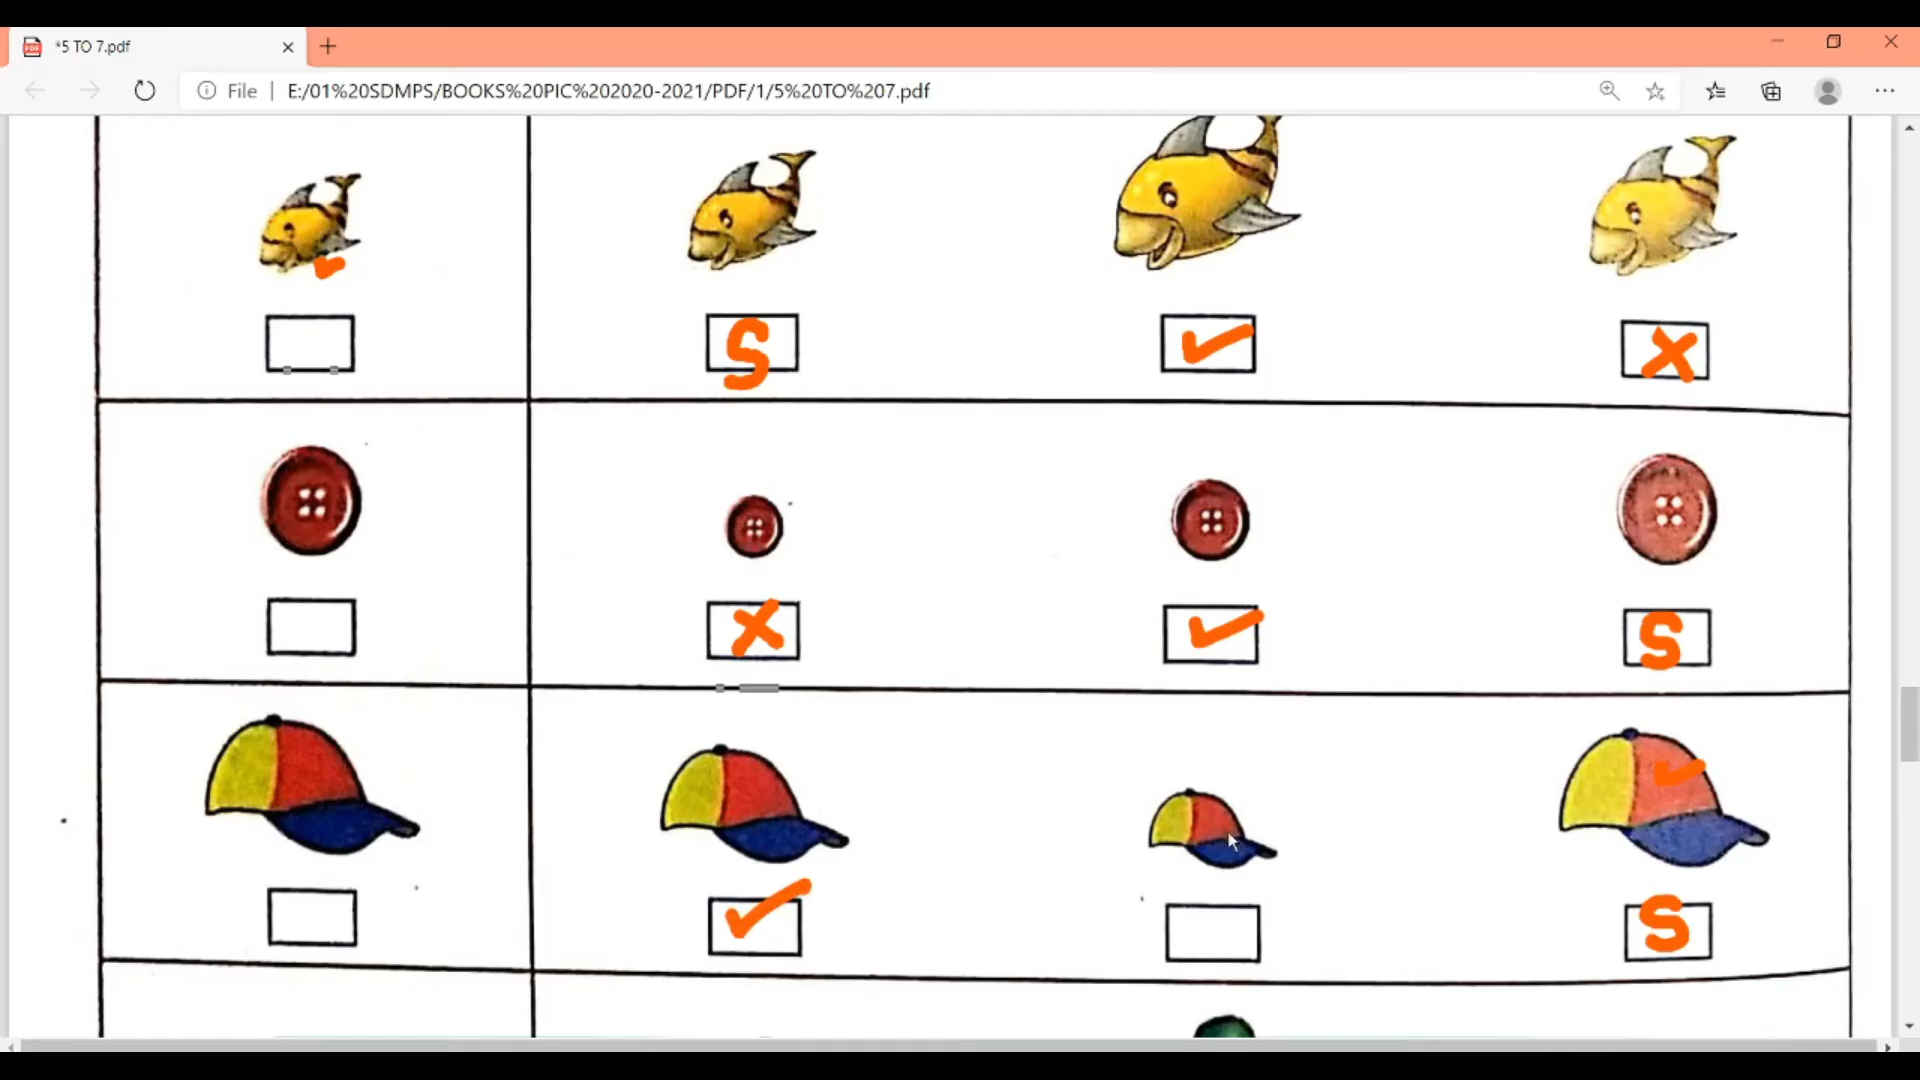 *5 TO 7.pdf
File E:/01%20SDMPS/BOOKS%20PIC%202020-2021/PDF/1/5%20TO%207.pdf
S ✓ X
X ✓ S
✓ S